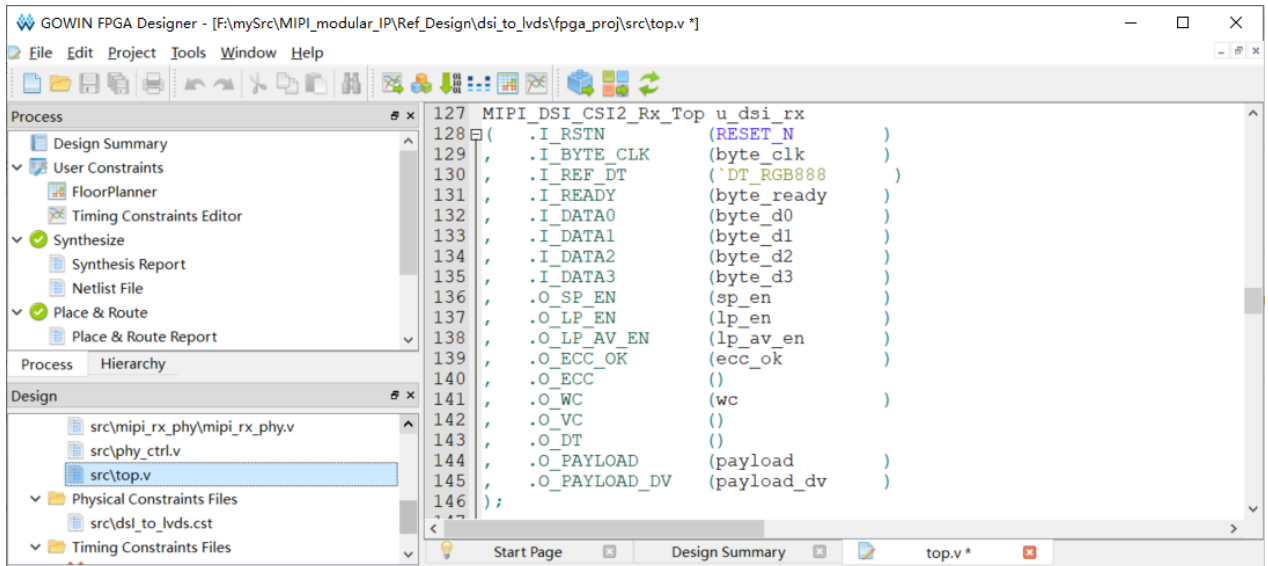 GOWIN FPGA Designer - [F:\mySrc\MIPI_modular_IP\Ref_Design\dsi_to_lvds\fpga_proj\src\top.v *]
File Edit Project Tools Window Help
Process
Design Summary
User Constraints
FloorPlanner
Timing Constraints Editor
Synthesize
Synthesis Report
Netlist File
Place & Route
Place & Route Report
Process Hierarchy
Design
src\mipi_rx_phy\mipi_rx_phy.v
src\phy_ctrl.v
src\top.v
Physical Constraints Files
src\dsI_to_lvds.cst
Timing Constraints Files
127 MIPI_DSI_CSI2_Rx_Top u_dsi_rx
128 ( .I_RSTN (RESET_N )
129 , .I_BYTE_CLK (byte_clk )
130 , .I_REF_DT (`DT_RGB888 )
131 , .I_READY (byte_ready )
132 , .I_DATA0 (byte_d0 )
133 , .I_DATA1 (byte_d1 )
134 , .I_DATA2 (byte_d2 )
135 , .I_DATA3 (byte_d3 )
136 , .O_SP_EN (sp_en )
137 , .O_LP_EN (lp_en )
138 , .O_LP_AV_EN (lp_av_en )
139 , .O_ECC_OK (ecc_ok )
140 , .O_ECC ()
141 , .O_WC (wc )
142 , .O_VC ()
143 , .O_DT ()
144 , .O_PAYLOAD (payload )
145 , .O_PAYLOAD_DV (payload_dv )
146 );
Start Page Design Summary top.v *